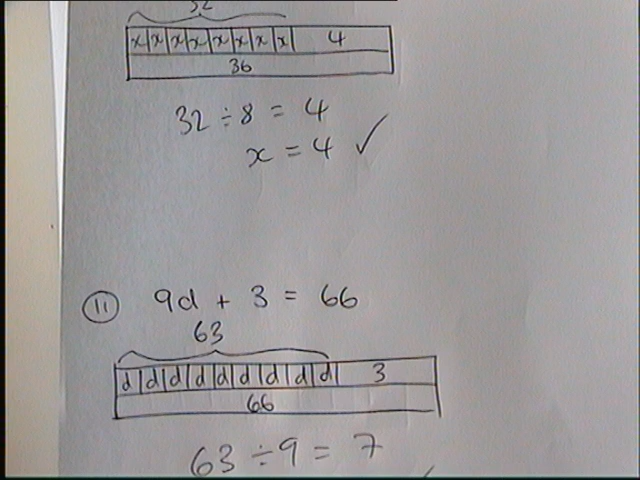 32
x x x x x x x x 4
36
32 ÷ 8 = 4
x = 4 ✓
11 9d + 3 = 66
63
d d d d d d d d d 3
66
63 ÷ 9 = 7